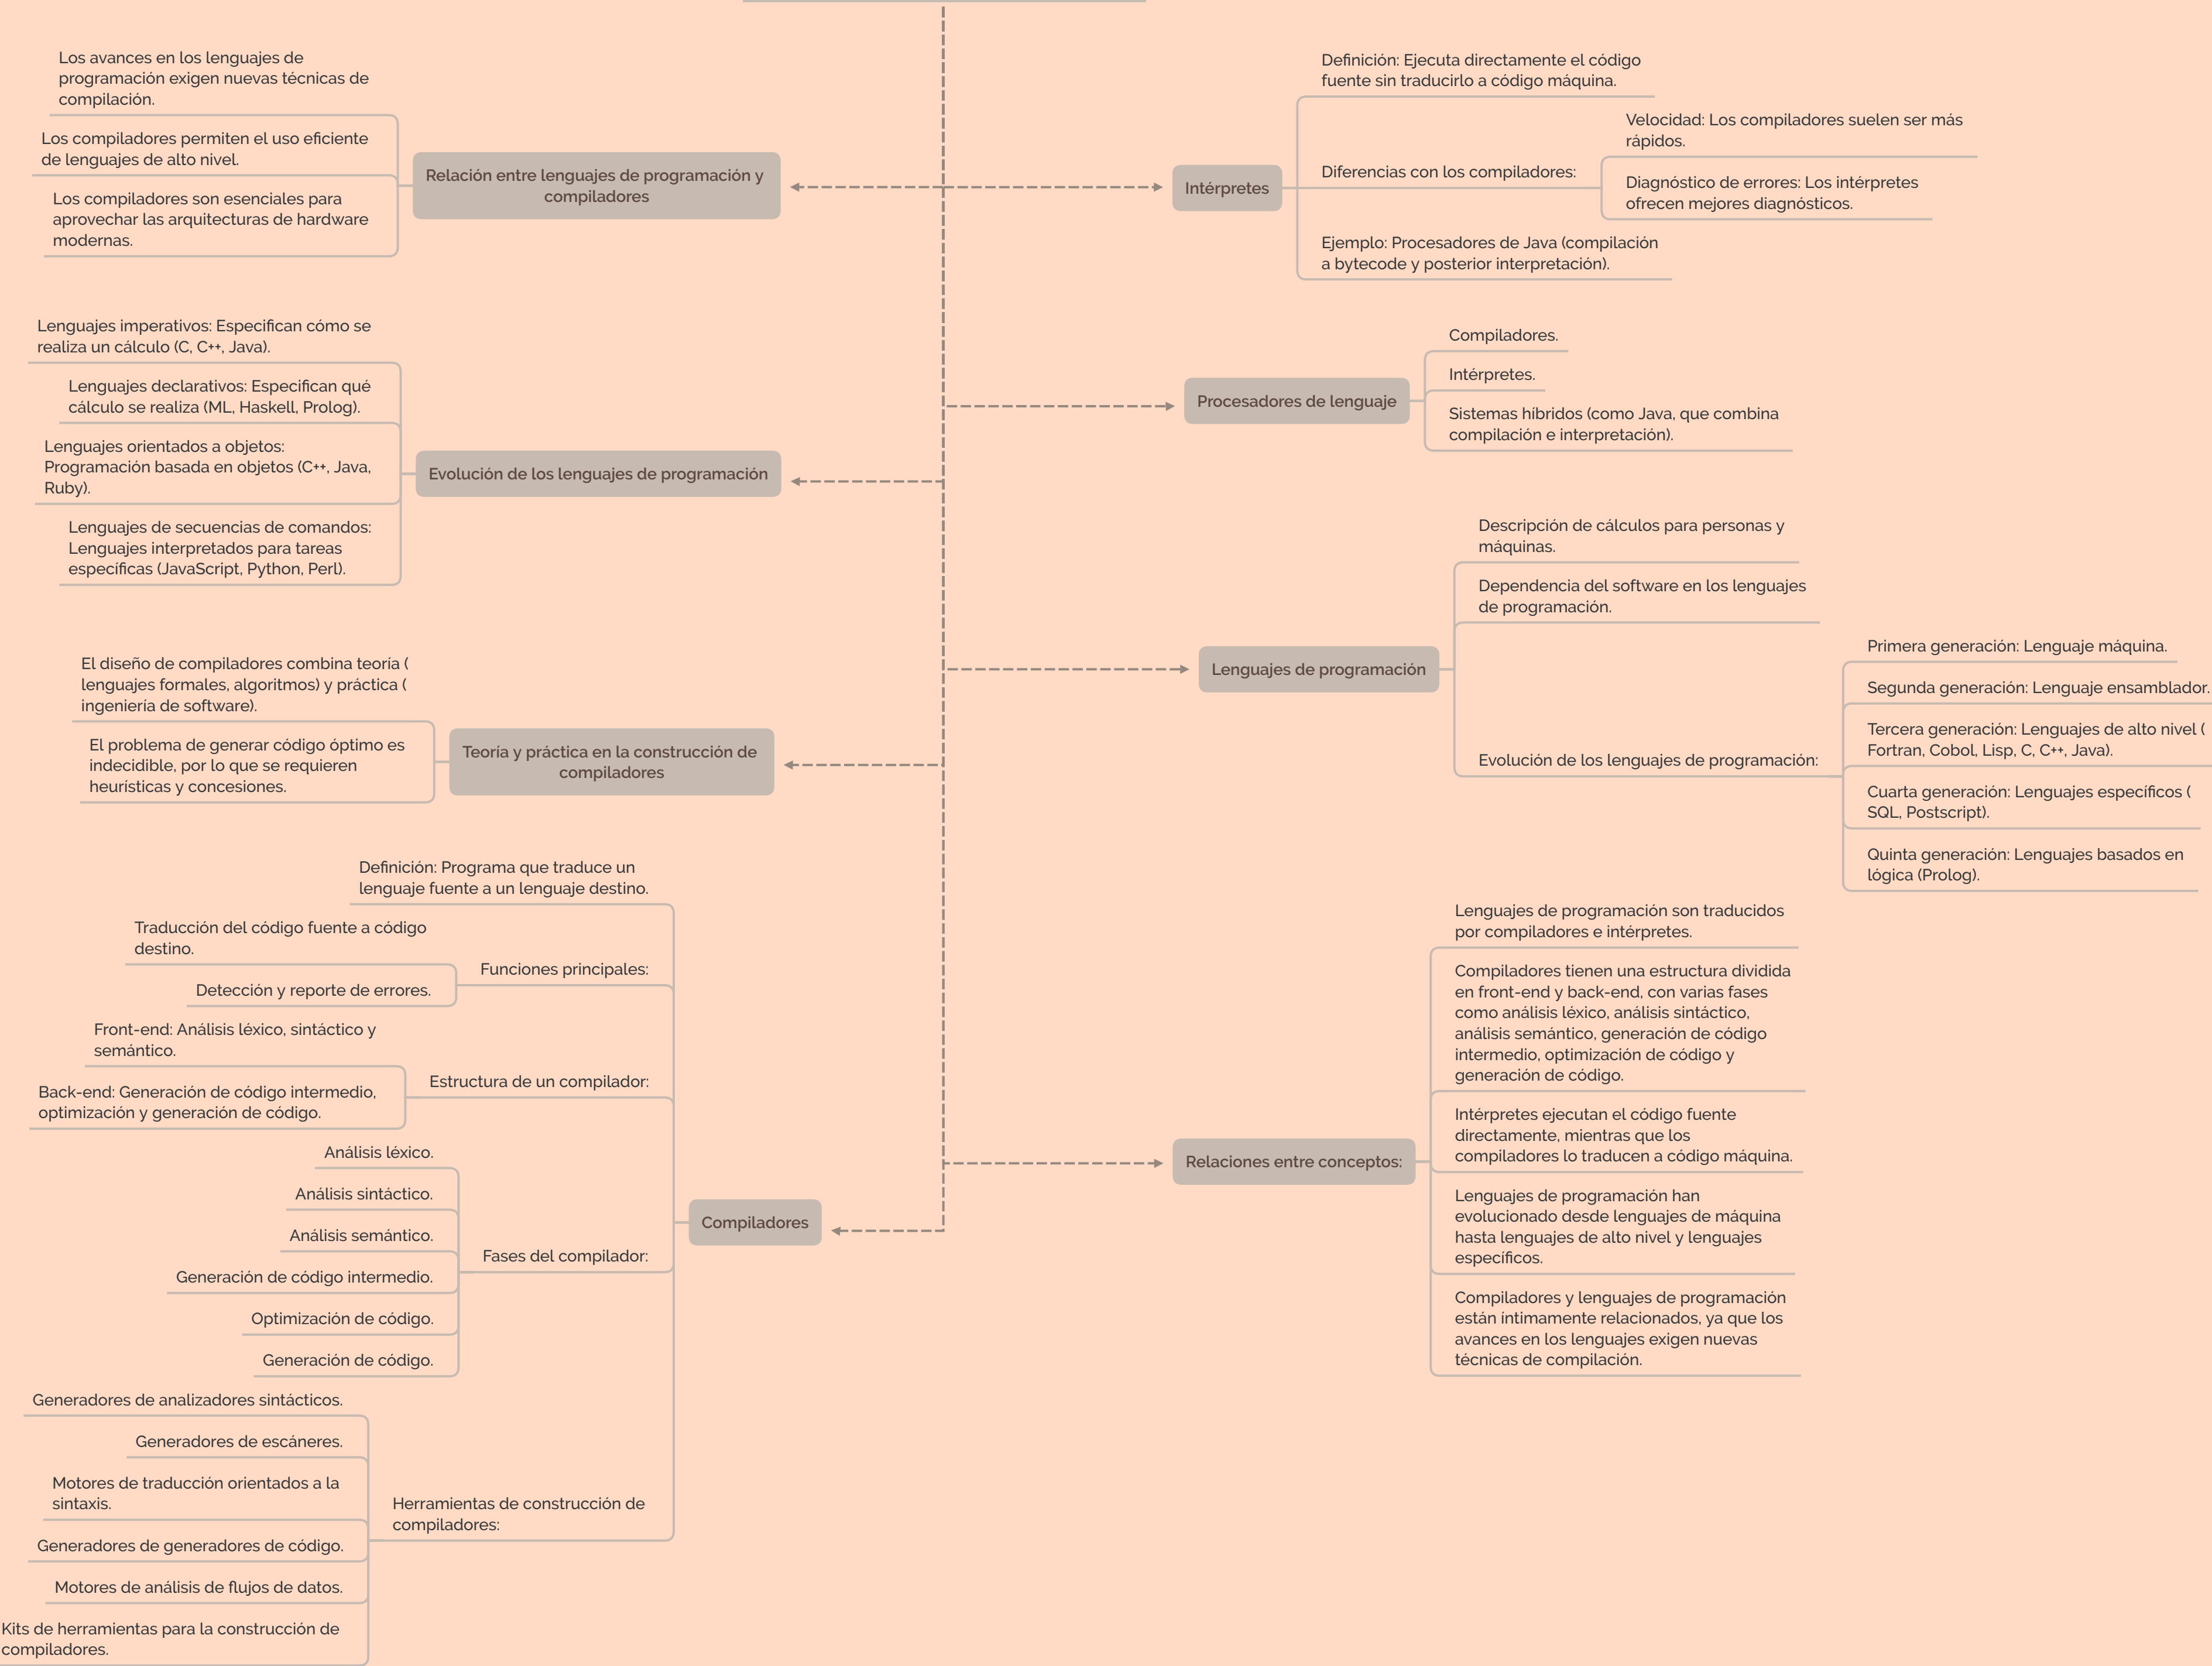 Los avances en los lenguajes de
programación exigen nuevas técnicas de
compilación.
Los compiladores permiten el uso eficiente
de lenguajes de alto nivel.
Los compiladores son esenciales para
aprovechar las arquitecturas de hardware
modernas.
Relación entre lenguajes de programación y
compiladores
Lenguajes imperativos: Especifican cómo se
realiza un cálculo (C, C++, Java).
Lenguajes declarativos: Especifican qué
cálculo se realiza (ML, Haskell, Prolog).
Lenguajes orientados a objetos:
Programación basada en objetos (C++, Java,
Ruby).
Lenguajes de secuencias de comandos:
Lenguajes interpretados para tareas
específicas (JavaScript, Python, Perl).
Evolución de los lenguajes de programación
El diseño de compiladores combina teoría (
lenguajes formales, algoritmos) y práctica (
ingeniería de software).
El problema de generar código óptimo es
indecidible, por lo que se requieren
heurísticas y concesiones.
Teoría y práctica en la construcción de
compiladores
Definición: Programa que traduce un
lenguaje fuente a un lenguaje destino.
Traducción del código fuente a código
destino.
Detección y reporte de errores.
Funciones principales:
Front-end: Análisis léxico, sintáctico y
semántico.
Back-end: Generación de código intermedio,
optimización y generación de código.
Estructura de un compilador:
Análisis léxico.
Análisis sintáctico.
Análisis semántico.
Generación de código intermedio.
Optimización de código.
Generación de código.
Fases del compilador:
Generadores de analizadores sintácticos.
Generadores de escáneres.
Motores de traducción orientados a la
sintaxis.
Generadores de generadores de código.
Motores de análisis de flujos de datos.
Kits de herramientas para la construcción de
compiladores.
Herramientas de construcción de
compiladores:
Compiladores
Intérpretes
Definición: Ejecuta directamente el código
fuente sin traducirlo a código máquina.
Diferencias con los compiladores:
Velocidad: Los compiladores suelen ser más
rápidos.
Diagnóstico de errores: Los intérpretes
ofrecen mejores diagnósticos.
Ejemplo: Procesadores de Java (compilación
a bytecode y posterior interpretación).
Procesadores de lenguaje
Compiladores.
Intérpretes.
Sistemas híbridos (como Java, que combina
compilación e interpretación).
Lenguajes de programación
Descripción de cálculos para personas y
máquinas.
Dependencia del software en los lenguajes
de programación.
Evolución de los lenguajes de programación:
Primera generación: Lenguaje máquina.
Segunda generación: Lenguaje ensamblador.
Tercera generación: Lenguajes de alto nivel (
Fortran, Cobol, Lisp, C, C++, Java).
Cuarta generación: Lenguajes específicos (
SQL, Postscript).
Quinta generación: Lenguajes basados en
lógica (Prolog).
Relaciones entre conceptos:
Lenguajes de programación son traducidos
por compiladores e intérpretes.
Compiladores tienen una estructura dividida
en front-end y back-end, con varias fases
como análisis léxico, análisis sintáctico,
análisis semántico, generación de código
intermedio, optimización de código y
generación de código.
Intérpretes ejecutan el código fuente
directamente, mientras que los
compiladores lo traducen a código máquina.
Lenguajes de programación han
evolucionado desde lenguajes de máquina
hasta lenguajes de alto nivel y lenguajes
específicos.
Compiladores y lenguajes de programación
están íntimamente relacionados, ya que los
avances en los lenguajes exigen nuevas
técnicas de compilación.